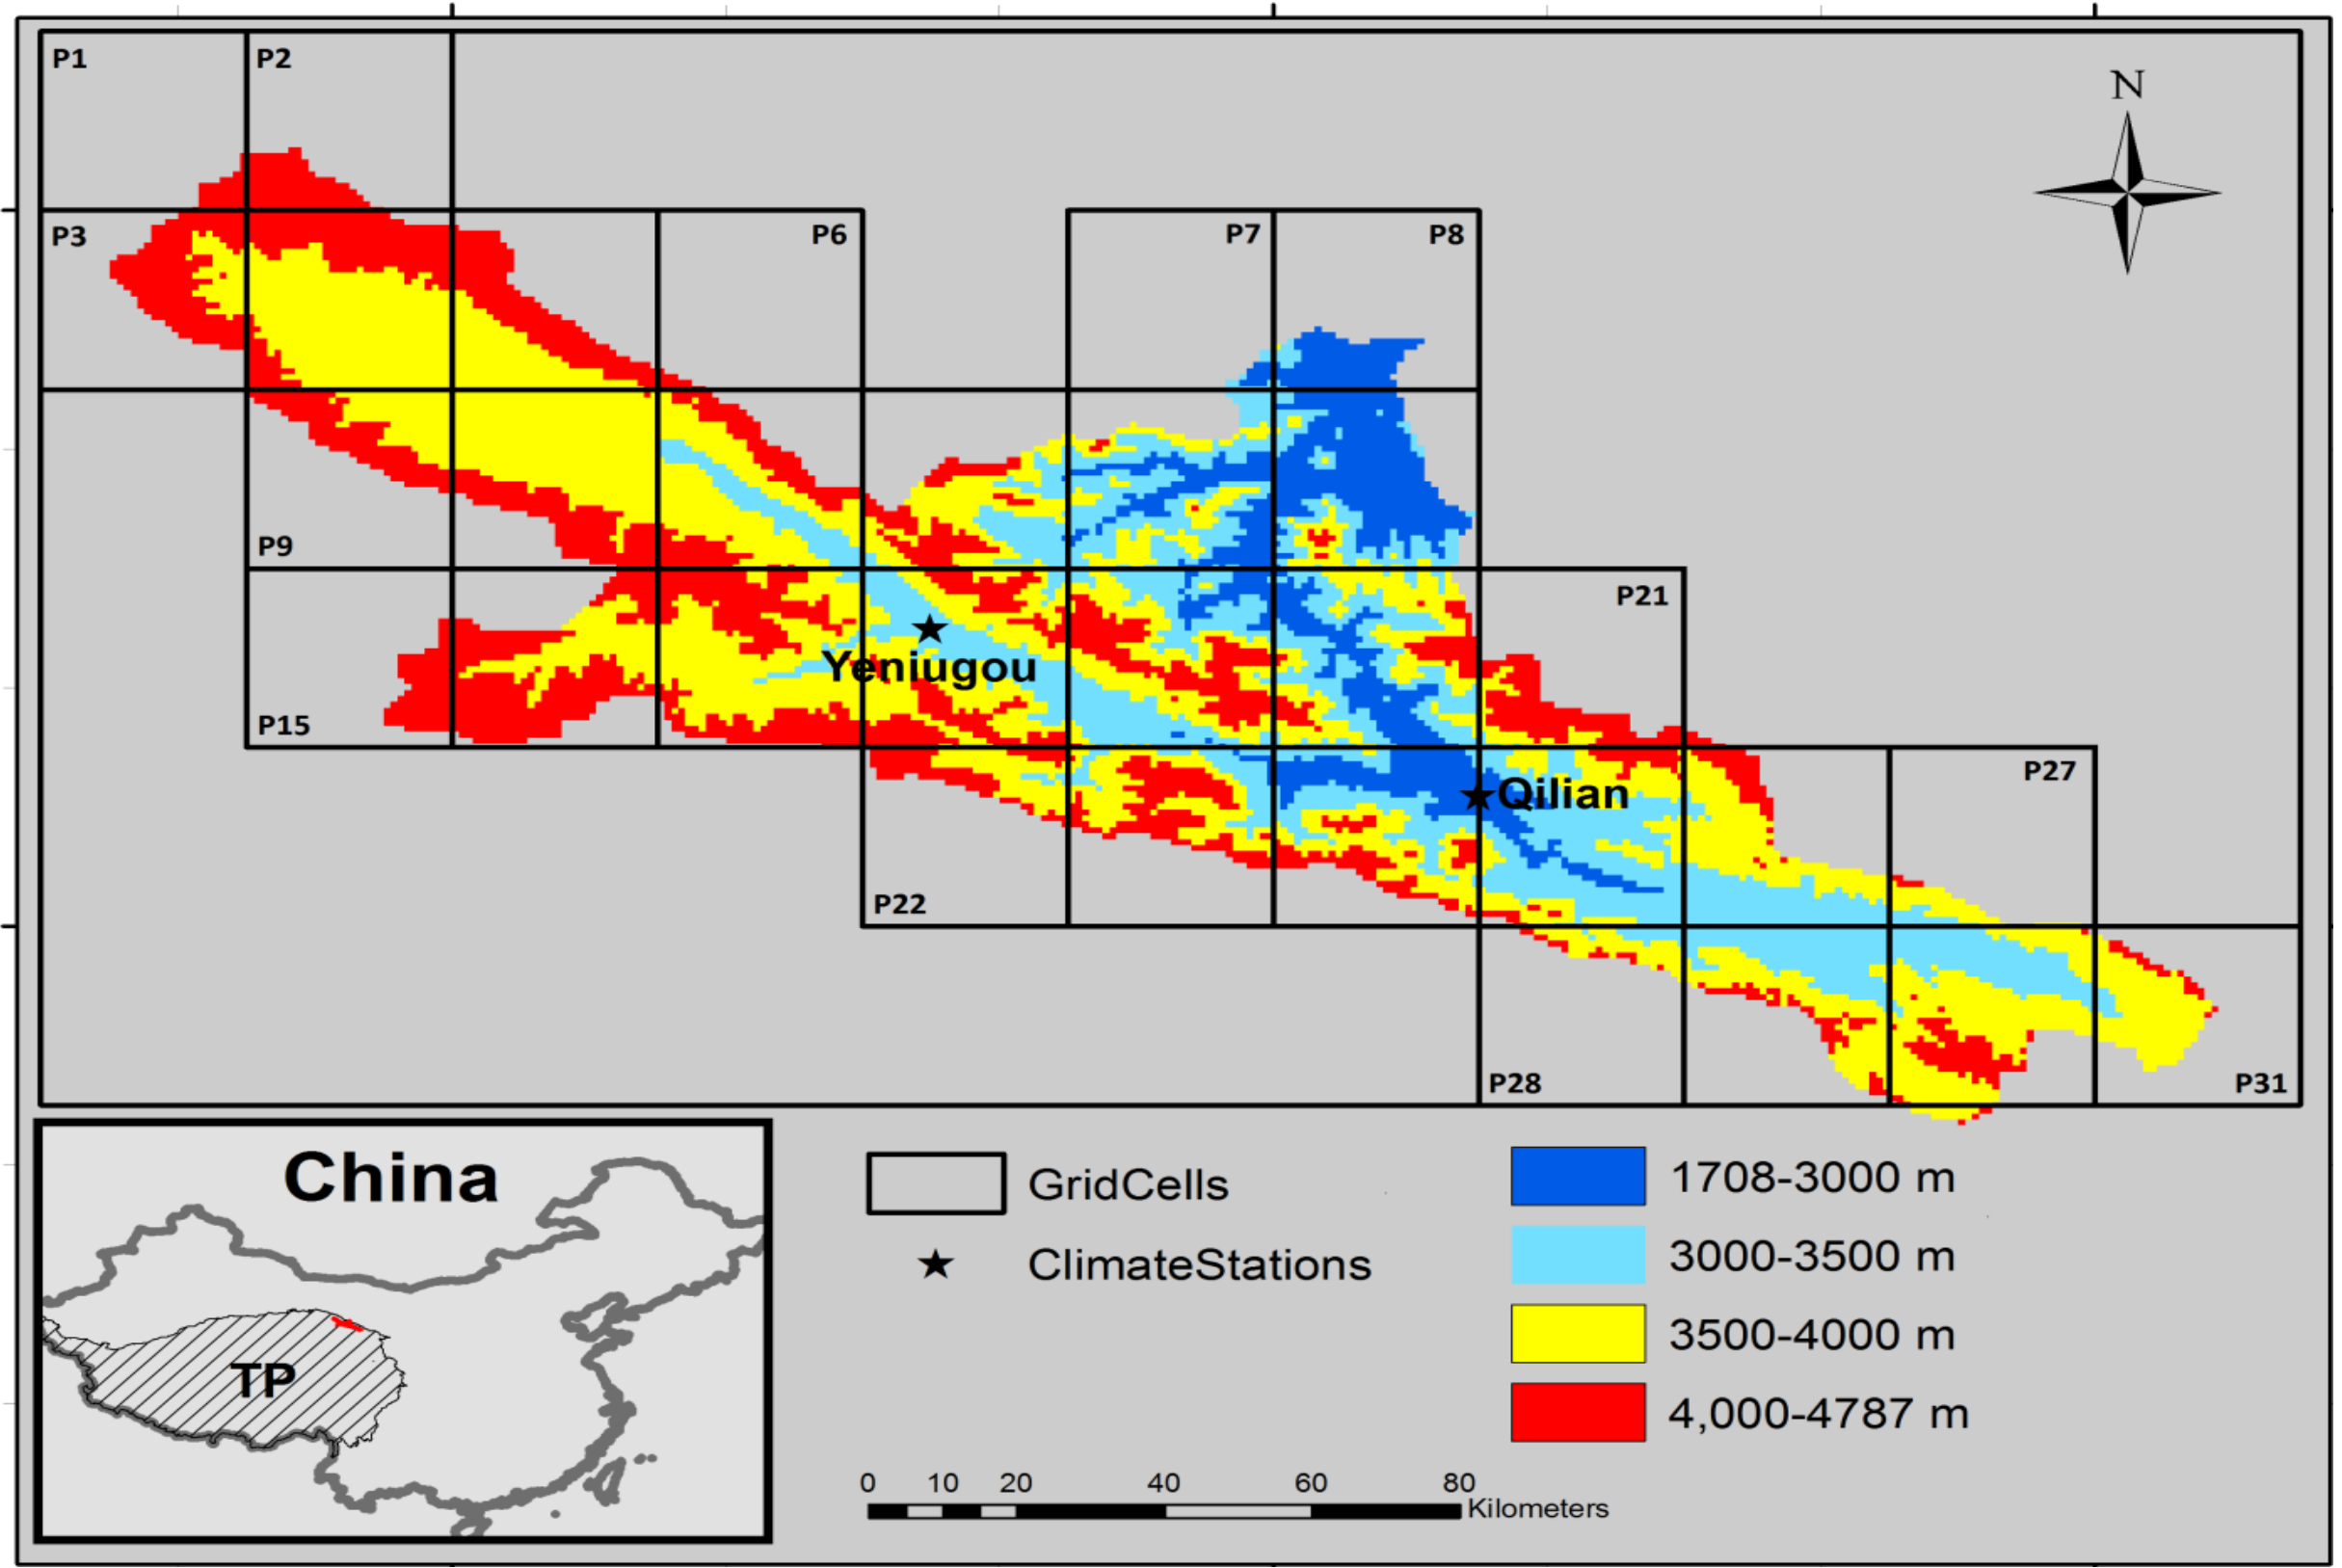 P1
P2
N
P3
P6
P7
P8
P9
P21
Yeniugou
P15
P27
Qilian
P22
P28
P31
China
TP
GridCells
ClimateStations
1708-3000 m
3000-3500 m
3500-4000 m
4,000-4787 m
0 10 20 40 60 80
Kilometers